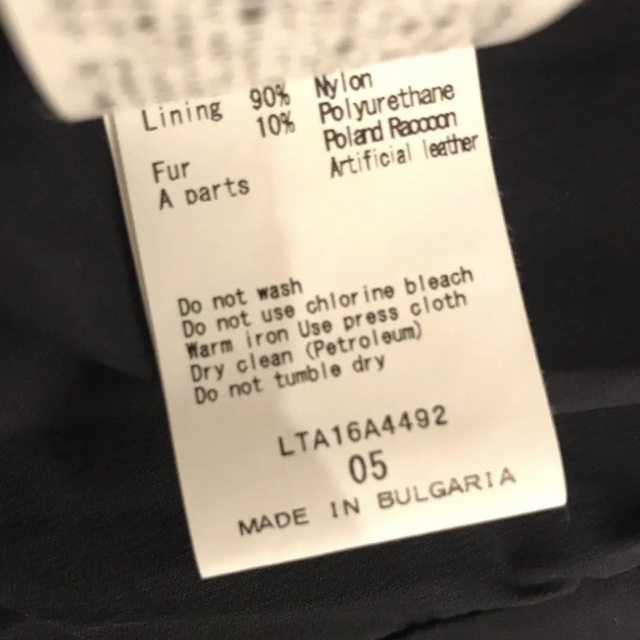 Lining 90% Nylon
10% Polyurethane
Fur Poland Racooon
A parts Artificial leather
Do not wash
Do not use chlorine bleach
Warm iron Use press cloth
Dry clean (Petroleum)
Do not tumble dry
LTA16A4492
05
MADE IN BULGARIA